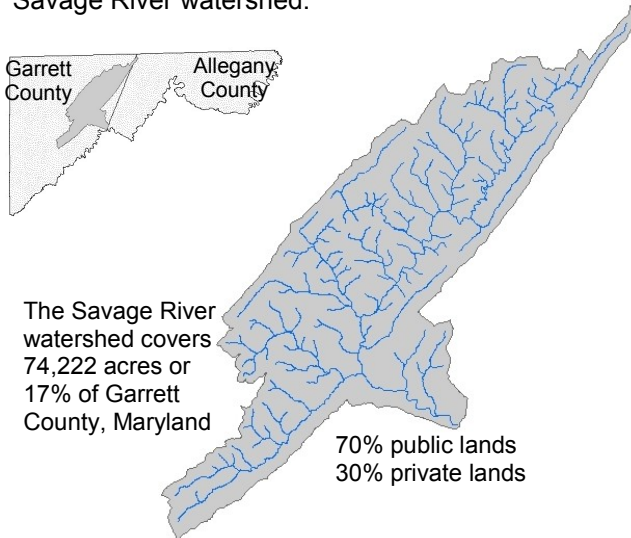 Savage River watershed.
Garrett
County
Allegany
County
The Savage River
watershed covers
74,222 acres or
17% of Garrett
County, Maryland
70% public lands
30% private lands